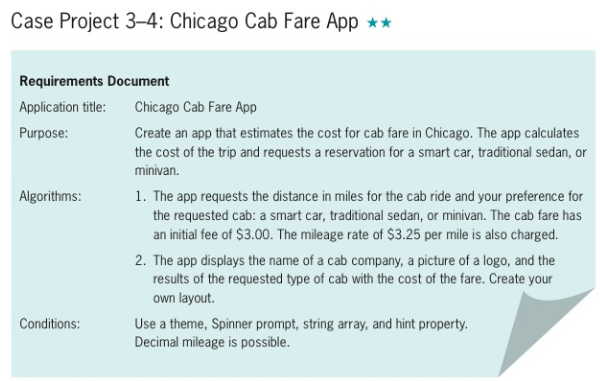 Case Project 3–4: Chicago Cab Fare App ★★
Requirements Document
Application title: Chicago Cab Fare App
Purpose: Create an app that estimates the cost for cab fare in Chicago. The app calculates
the cost of the trip and requests a reservation for a smart car, traditional sedan, or
minivan.
Algorithms: 1. The app requests the distance in miles for the cab ride and your preference for
the requested cab: a smart car, traditional sedan, or minivan. The cab fare has
an initial fee of $3.00. The mileage rate of $3.25 per mile is also charged.
2. The app displays the name of a cab company, a picture of a logo, and the
results of the requested type of cab with the cost of the fare. Create your
own layout.
Conditions: Use a theme, Spinner prompt, string array, and hint property.
Decimal mileage is possible.